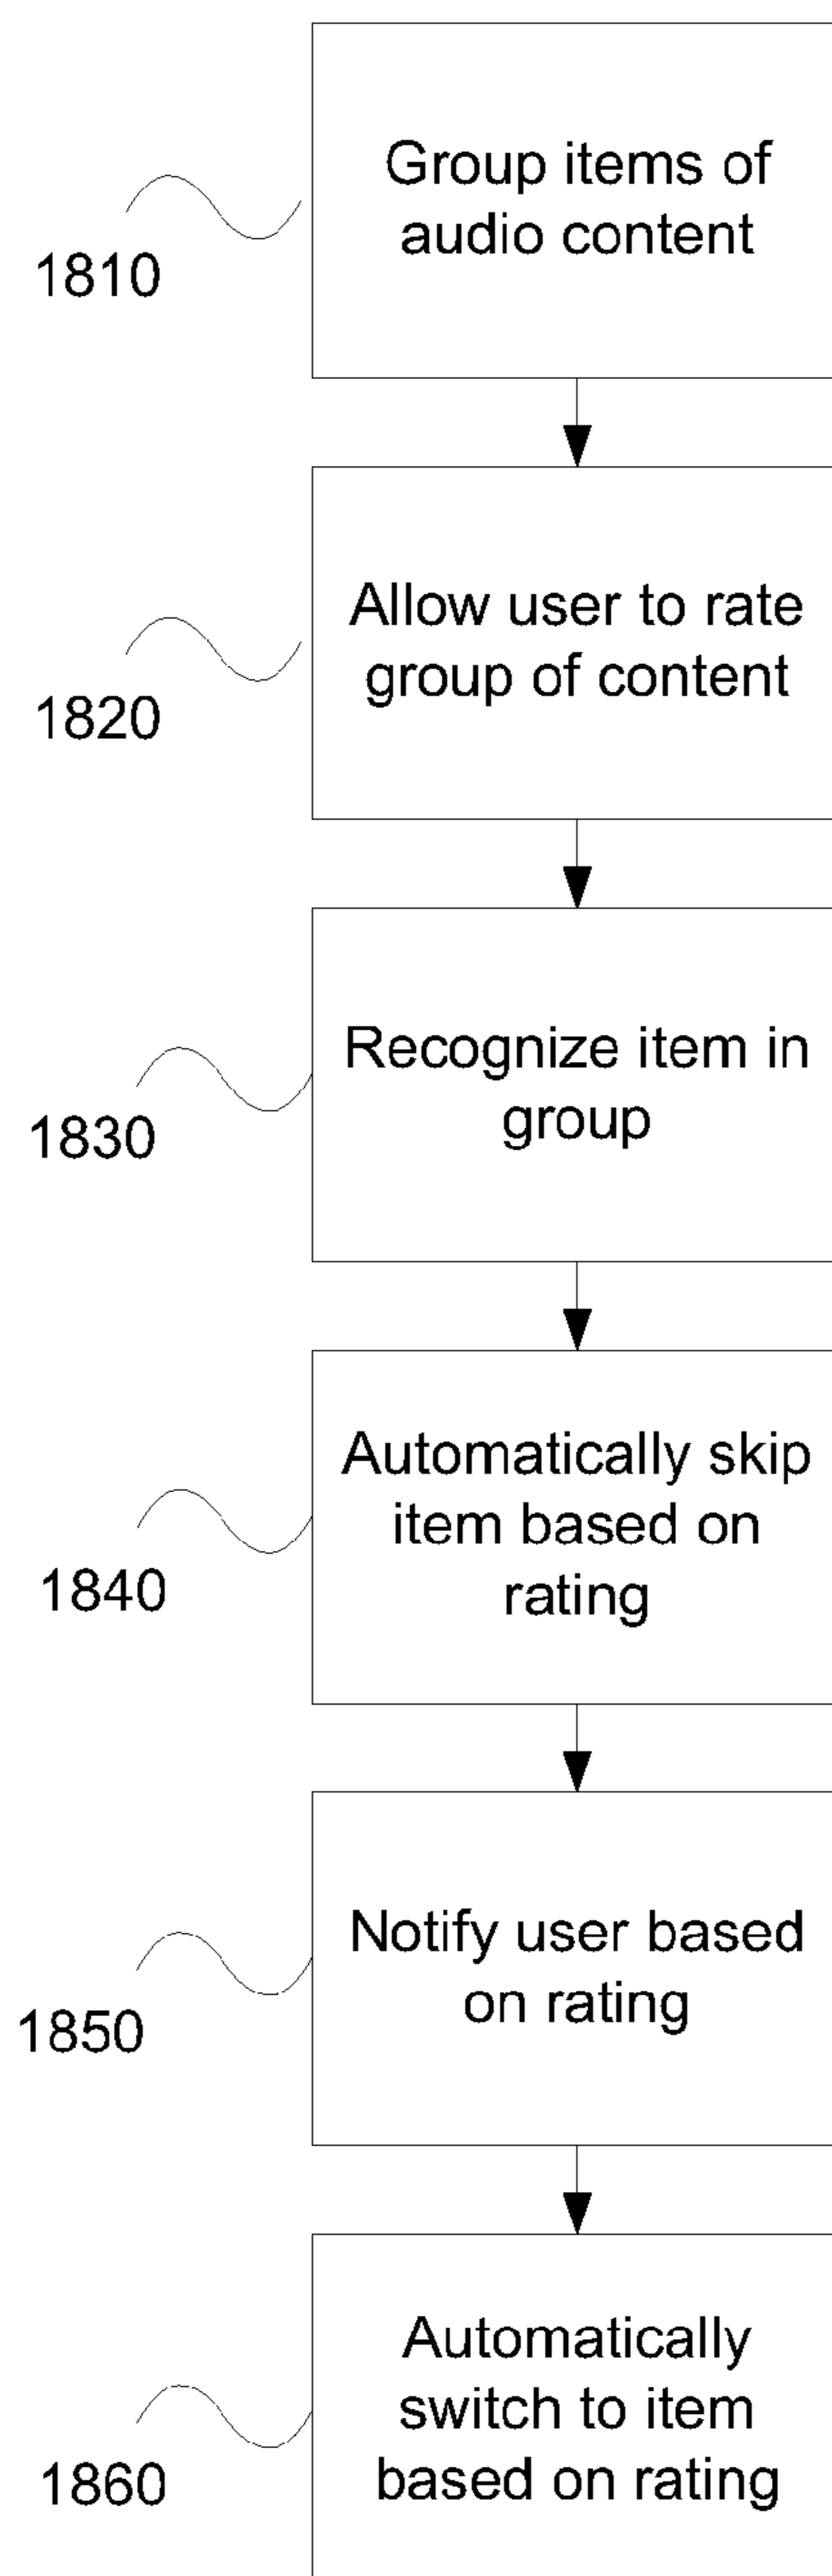 Group items of
audio content
1810
Allow user to rate
group of content
1820
Recognize item in
group
1830
Automatically skip
item based on
rating
1840
Notify user based
on rating
1850
Automatically
switch to item
based on rating
1860